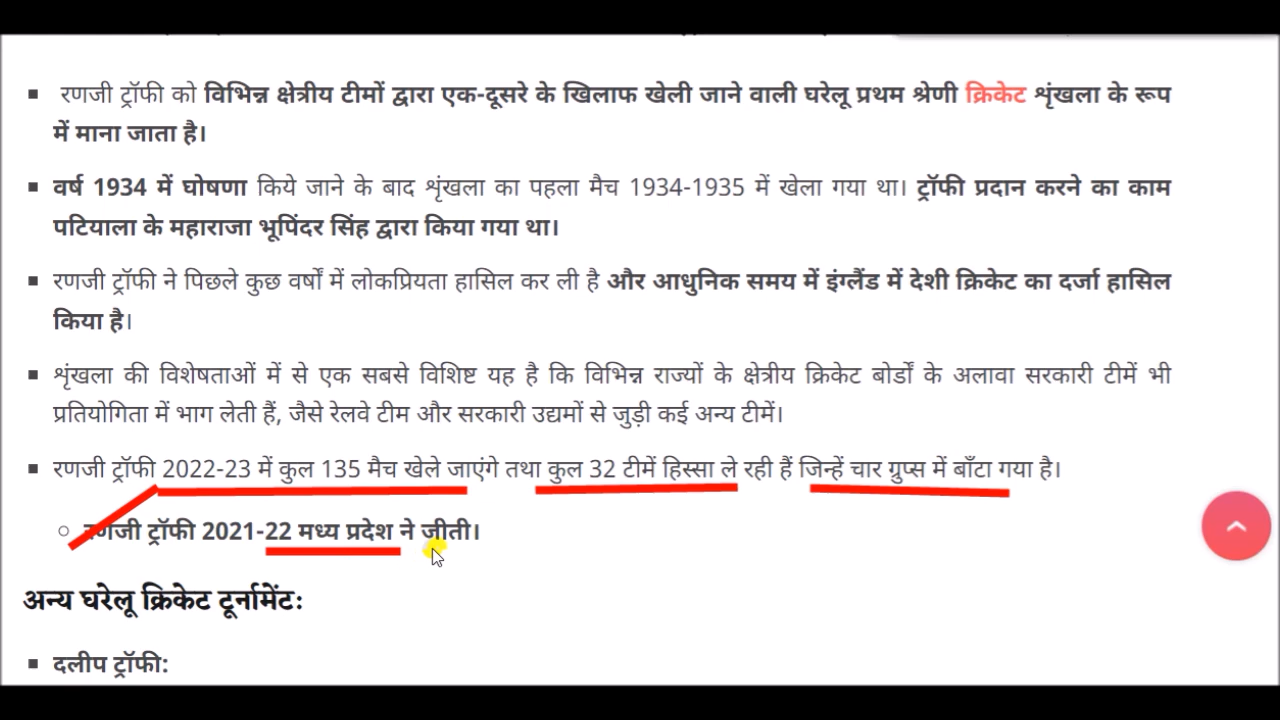 रणजी ट्रॉफी को विभिन्न क्षेत्रीय टीमों द्वारा एक-दूसरे के खिलाफ खेली जाने वाली घरेलू प्रथम श्रेणी क्रिकेट शृंखला के रूप
में माना जाता है।
वर्ष 1934 में घोषणा किये जाने के बाद शृंखला का पहला मैच 1934-1935 में खेला गया था। ट्रॉफी प्रदान करने का काम
पटियाला के महाराजा भूपिंदर सिंह द्वारा किया गया था।
रणजी ट्रॉफी ने पिछले कुछ वर्षों में लोकप्रियता हासिल कर ली है और आधुनिक समय में इंग्लैंड में देशी क्रिकेट का दर्जा हासिल
किया है।
शृंखला की विशेषताओं में से एक सबसे विशिष्ट यह है कि विभिन्न राज्यों के क्षेत्रीय क्रिकेट बोर्डों के अलावा सरकारी टीमें भी
प्रतियोगिता में भाग लेती हैं, जैसे रेलवे टीम और सरकारी उद्यमों से जुड़ी कई अन्य टीमें।
रणजी ट्रॉफी 2022-23 में कुल 135 मैच खेले जाएंगे तथा कुल 32 टीमें हिस्सा ले रही हैं जिन्हें चार ग्रुप्स में बाँटा गया है।
रणजी ट्रॉफी 2021-22 मध्य प्रदेश ने जीती।
अन्य घरेलू क्रिकेट टूर्नामेंट:
दलीप ट्रॉफी: